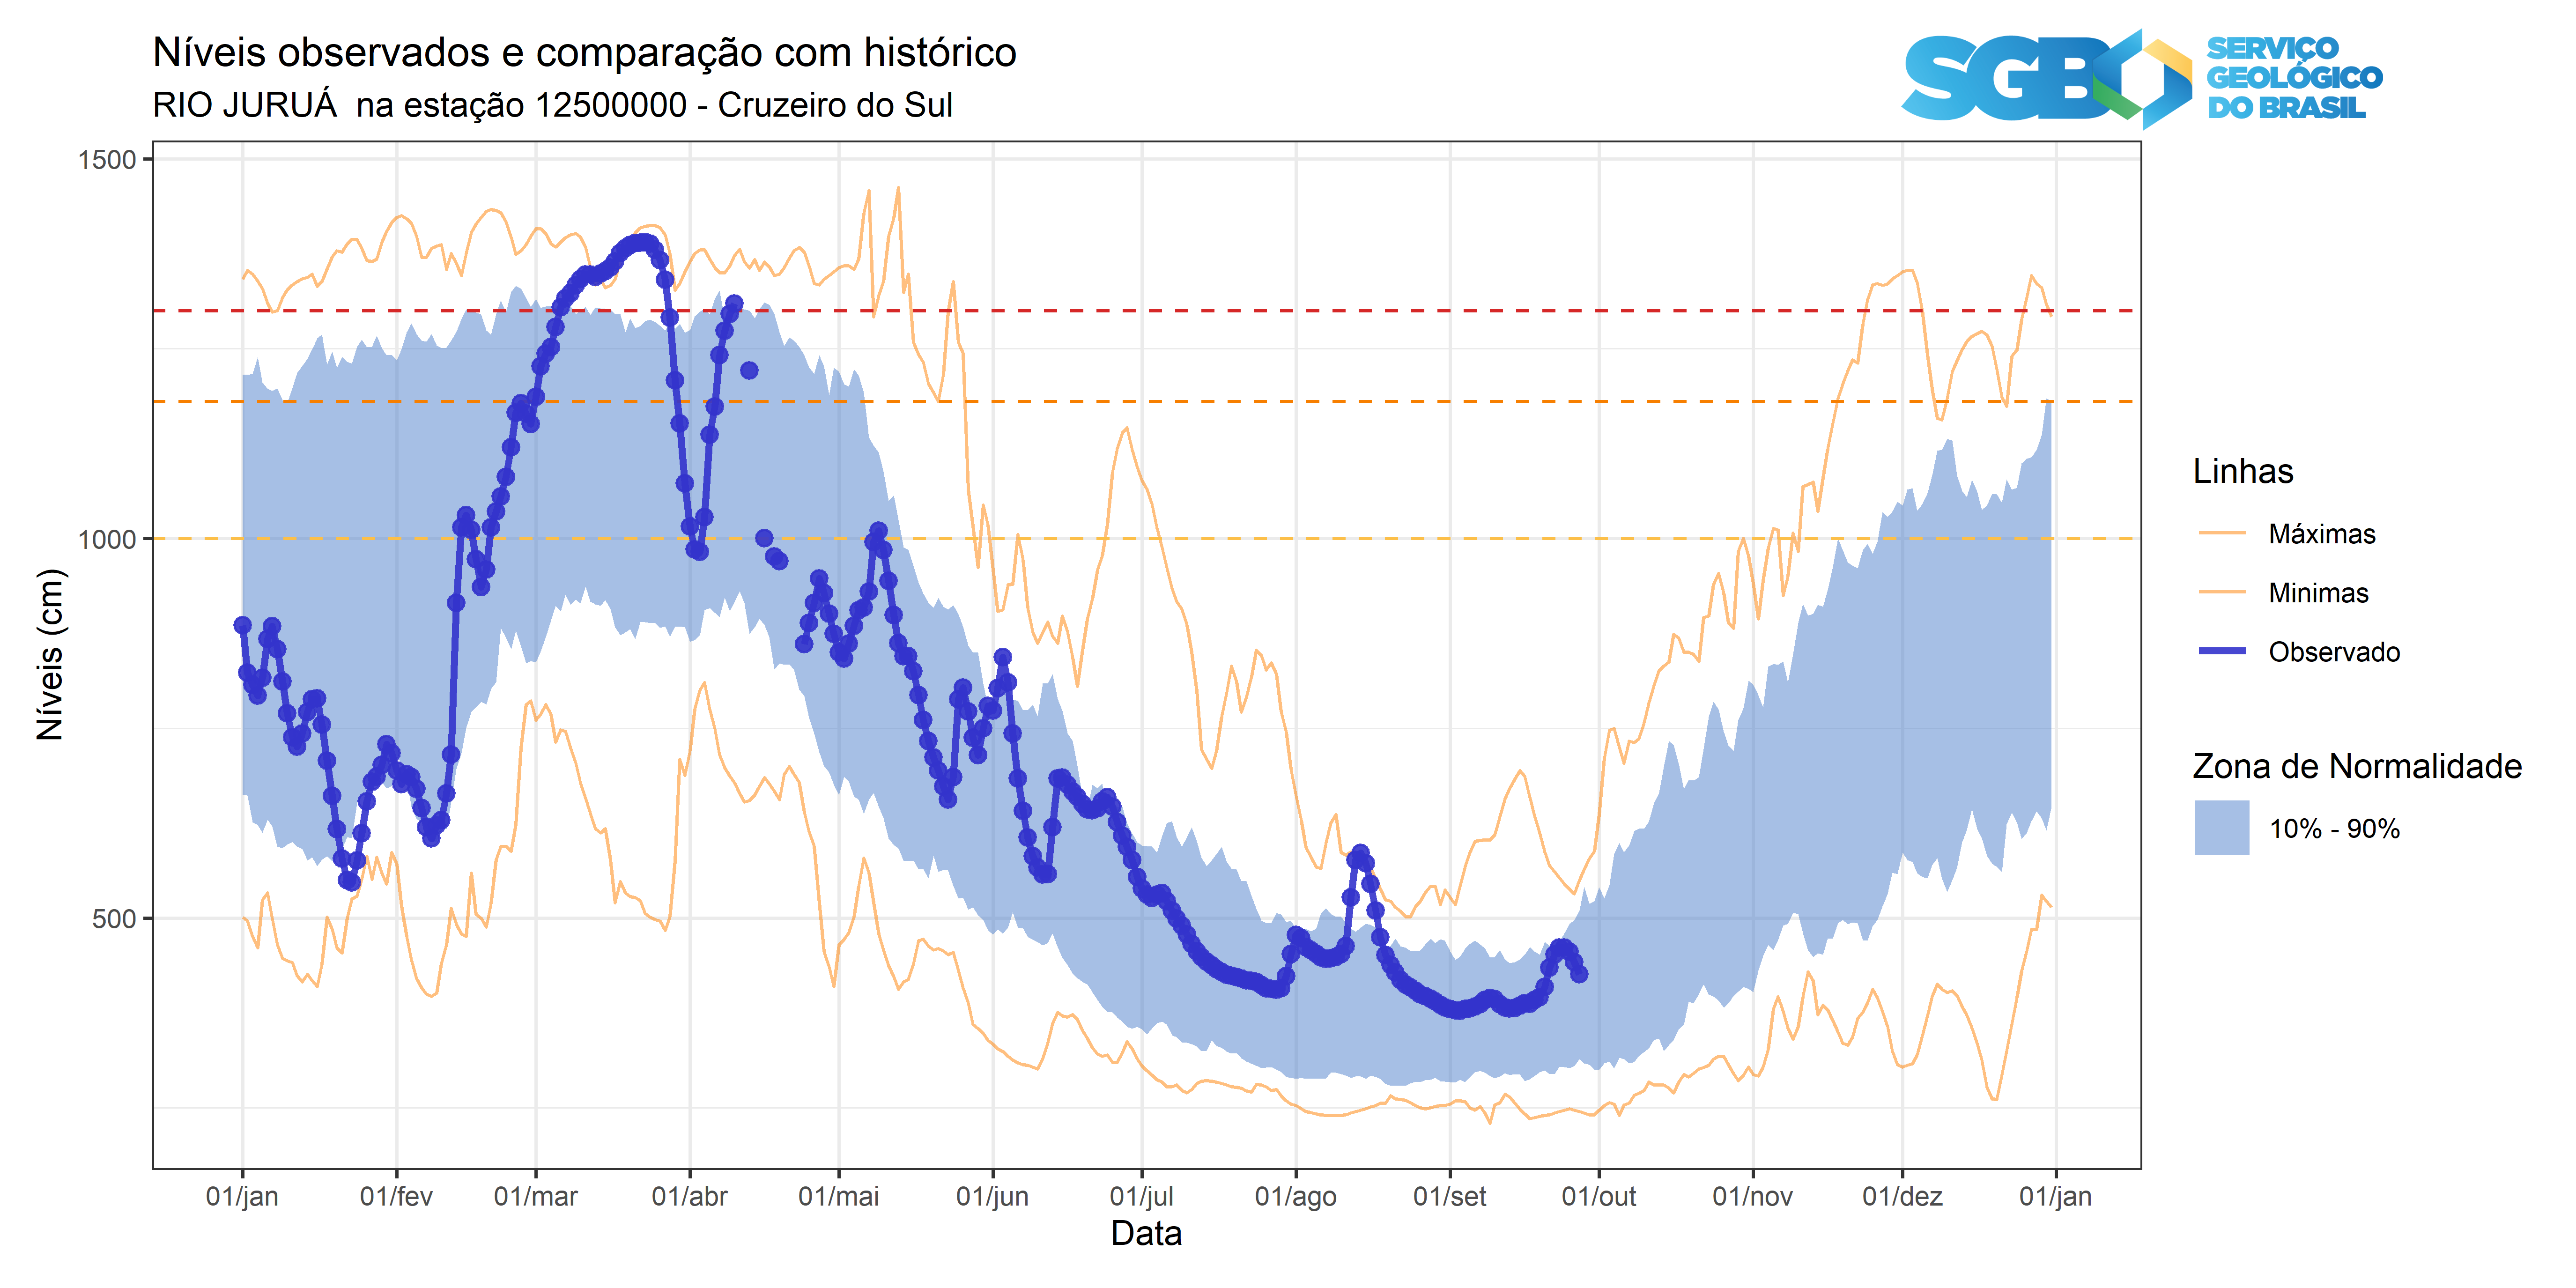 Níveis observados e comparação com histórico
RIO JURUÁ  na estação 12500000 - Cruzeiro do Sul
SGB
SERVIÇO
GEOLÓGICO
DO BRASIL
Níveis (cm)
1500
1000
500
01/jan
01/fev
01/mar
01/abr
01/mai
01/jun
01/jul
01/ago
01/set
01/out
01/nov
01/dez
01/jan
Data
Linhas
Máximas
Minimas
Observado
Zona de Normalidade
10% - 90%